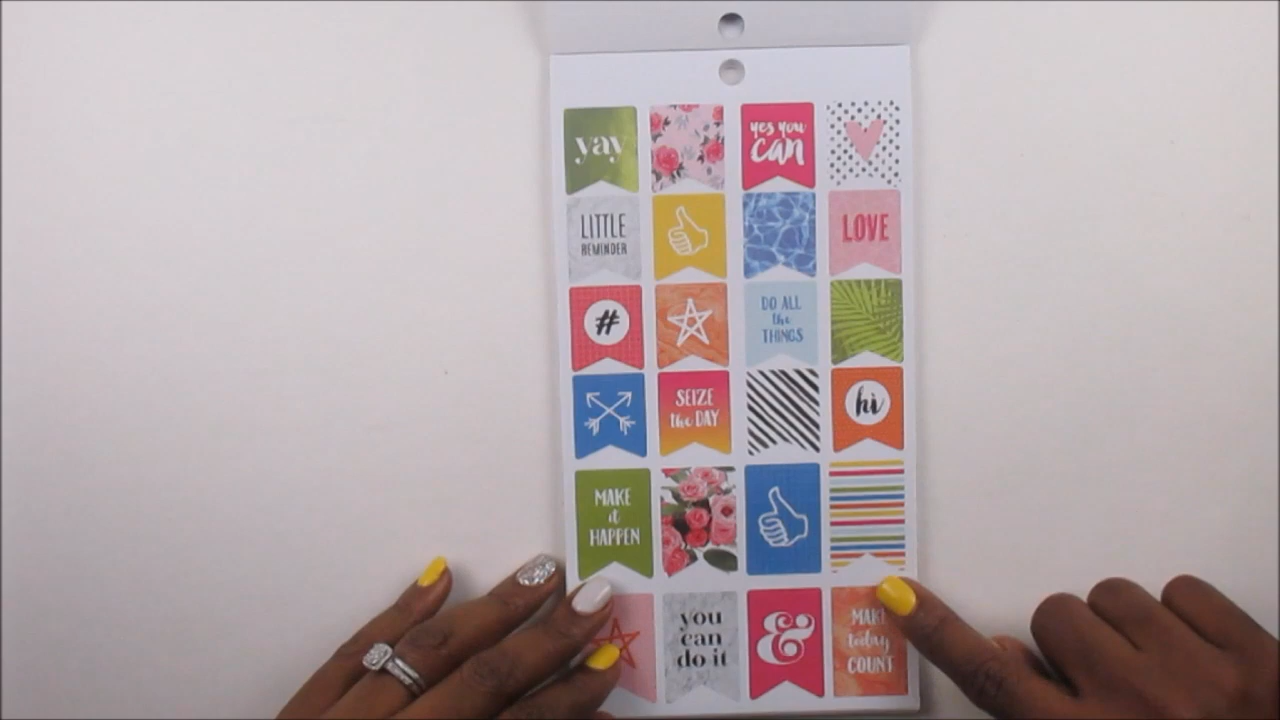 yay
yes you
can
LITTLE
REMINDER
LOVE
#
DO ALL
the
THINGS
SEIZE
the DAY
hi
MAKE
it
HAPPEN
you
can
do it
&
MAKE
today
COUNT